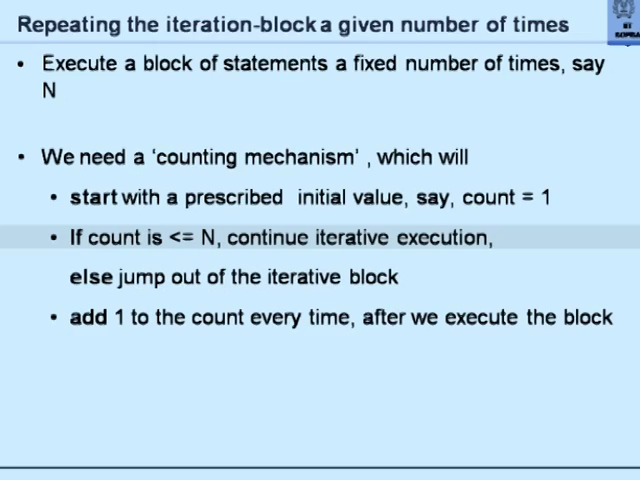 Repeating the iteration-block a given number of times
• Execute a block of statements a fixed number of times, say
N
• We need a 'counting mechanism' , which will
• start with a prescribed initial value, say, count = 1
• If count is <= N, continue iterative execution,
else jump out of the iterative block
• add 1 to the count every time, after we execute the block